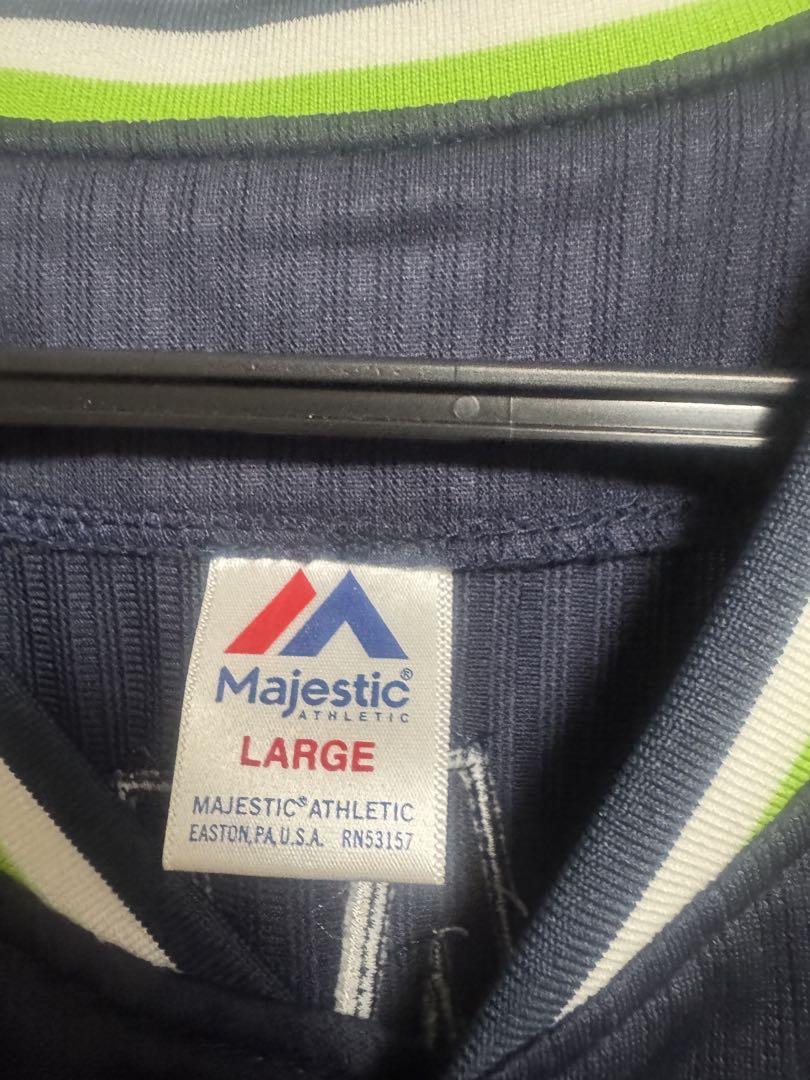 Majestic®
ATHLETIC
LARGE
MAJESTIC® ATHLETIC
EASTON, PA, U.S.A. RN53157